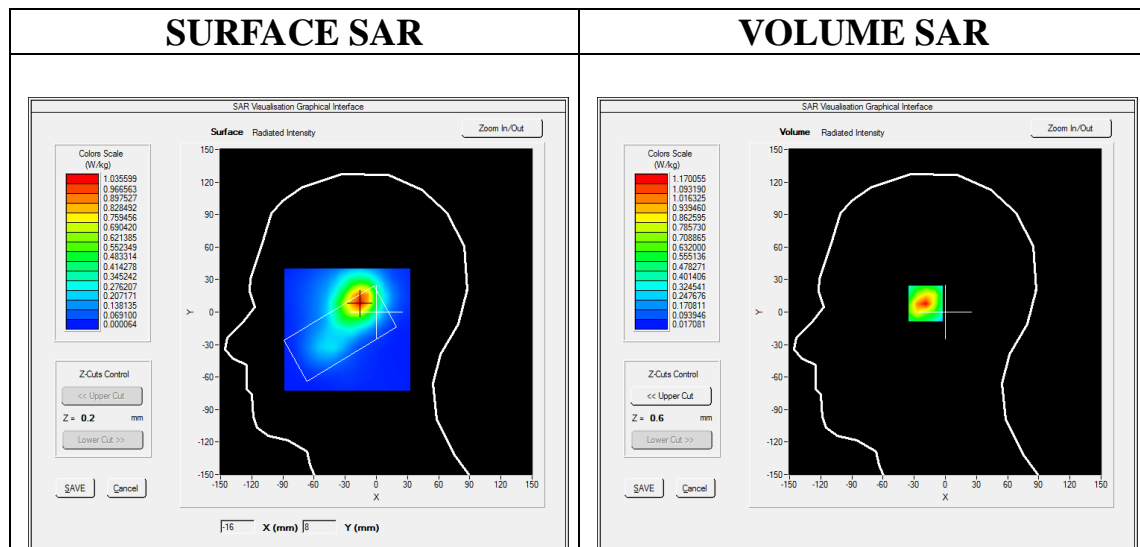 SURFACE SAR
VOLUME SAR
SAR Visualisation Graphical Interface
Surface Radiated Intensity
Zoom In/Out
Colors Scale
(W/kg)
1.035599
0.966563
0.897527
0.828492
0.759456
0.690420
0.621385
0.552349
0.483314
0.414278
0.345242
0.276207
0.207171
0.138135
0.069100
0.000064
150
120
90
60
30
0
-30
-60
-90
-120
-150
Y
-150 -120 -90 -60 -30 0 30 60 90 120 150
X
Z-Cuts Control
<< Upper Cut
Z = 0.2 mm
Lower Cut >>
SAVE Cancel
-16 X (mm) 8 Y (mm)
SAR Visualisation Graphical Interface
Volume Radiated Intensity
Zoom In/Out
Colors Scale
(W/kg)
1.170055
1.093190
1.016325
0.939460
0.862595
0.785730
0.708865
0.632000
0.555136
0.478271
0.401406
0.324541
0.247676
0.170811
0.093946
0.017081
150
120
90
60
30
0
-30
-60
-90
-120
-150
Y
-150 -120 -90 -60 -30 0 30 60 90 120 150
X
Z-Cuts Control
<< Upper Cut
Z = 0.6 mm
Lower Cut >>
SAVE Cancel